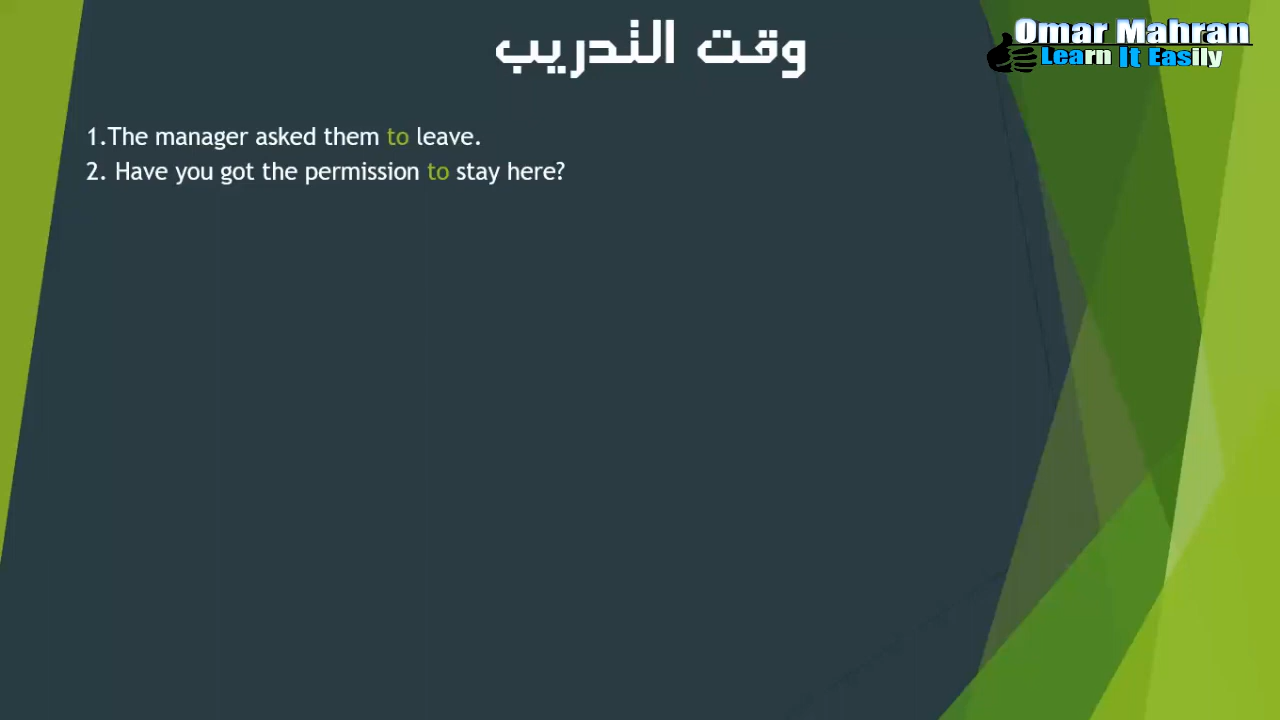 وقت التدريب
Omar Mahran
Learn It Easily
1.The manager asked them to leave.
2. Have you got the permission to stay here?